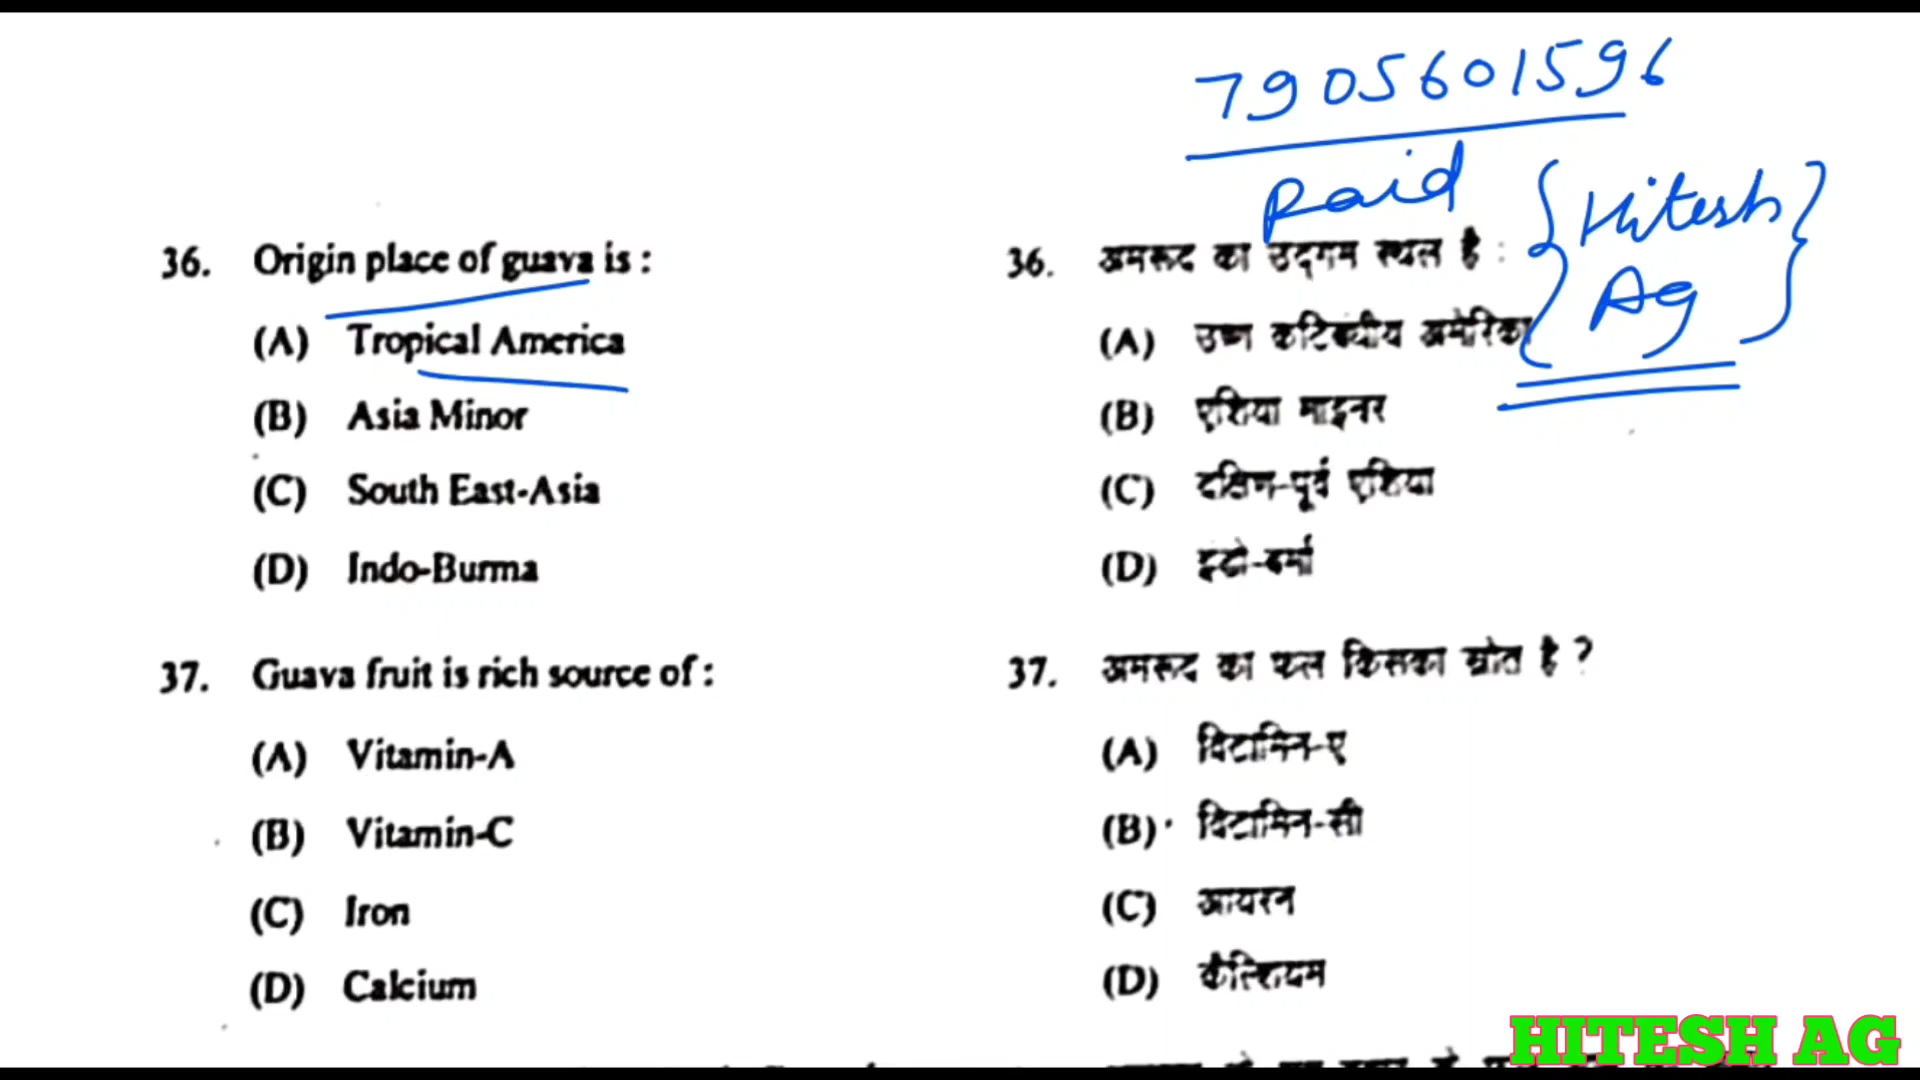 7905601596
Paid
Hitesh
Ag
36. Origin place of guava is :
(A) Tropical America
(B) Asia Minor
(C) South East-Asia
(D) Indo-Burma
37. Guava fruit is rich source of :
(A) Vitamin-A
(B) Vitamin-C
(C) Iron
(D) Calcium
36. अमरूद का उद्गम स्थल है :
(A) उष्ण कटिबन्धीय अमेरिका
(B) एशिया माइनर
(C) दक्षिण-पूर्व एशिया
(D) इन्डो-बर्मा
37. अमरूद का फल किसका स्रोत है ?
(A) विटामिन-ए
(B) विटामिन-सी
(C) आयरन
(D) कैल्शियम
HITESH AG